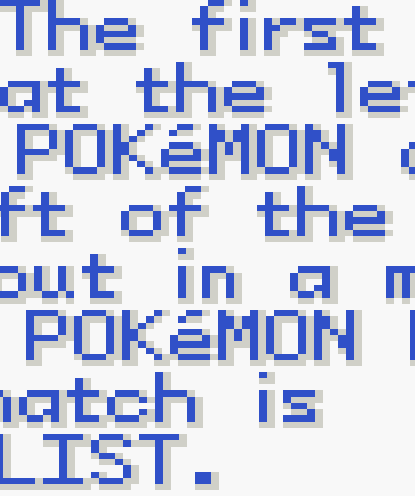 The first
at the le
POKéMON
ft of the
out in a m
POKéMON
match is
LIST.